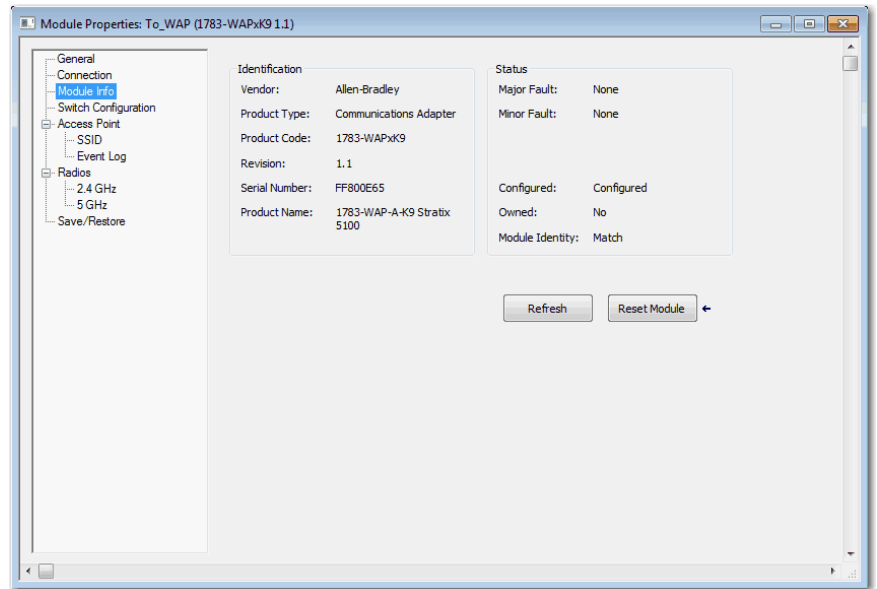 Module Properties: To_WAP (1783-WAPxK9 1.1)
General
Connection
Module Info
Switch Configuration
Access Point
SSID
Event Log
Radios
2.4 GHz
5 GHz
Save/Restore
Identification
Vendor: Allen-Bradley
Product Type: Communications Adapter
Product Code: 1783-WAPxK9
Revision: 1.1
Serial Number: FF800E65
Product Name: 1783-WAP-A-K9 Stratix
5100
Status
Major Fault: None
Minor Fault: None
Configured: Configured
Owned: No
Module Identity: Match
Refresh
Reset Module